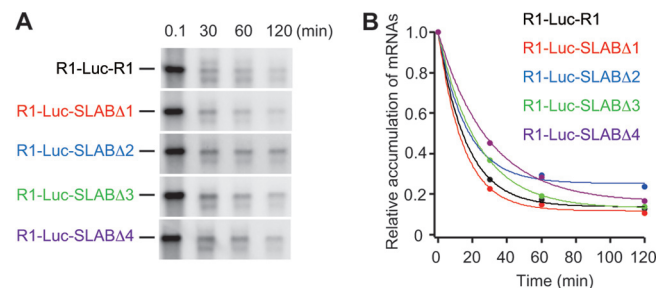 A
0.1 30 60 120 (min)
R1-Luc-R1
R1-Luc-SLABΔ1
R1-Luc-SLABΔ2
R1-Luc-SLABΔ3
R1-Luc-SLABΔ4
B
Relative accumulation of mRNAs
1.0
0.8
0.6
0.4
0.2
0
R1-Luc-R1
R1-Luc-SLABΔ1
R1-Luc-SLABΔ2
R1-Luc-SLABΔ3
R1-Luc-SLABΔ4
0 20 40 60 80 100 120
Time (min)